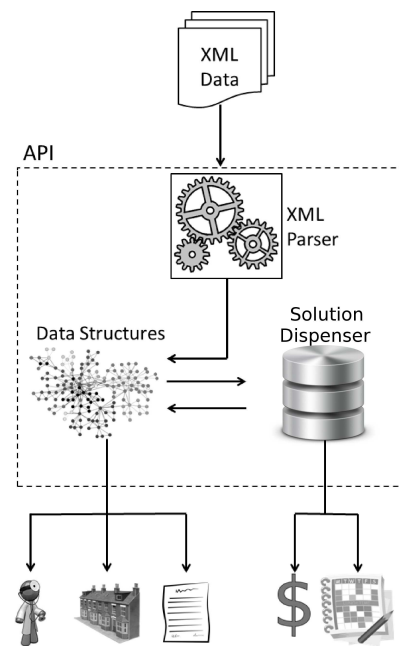 XML
Data
API
XML
Parser
Solution
Dispenser
Data Structures
$